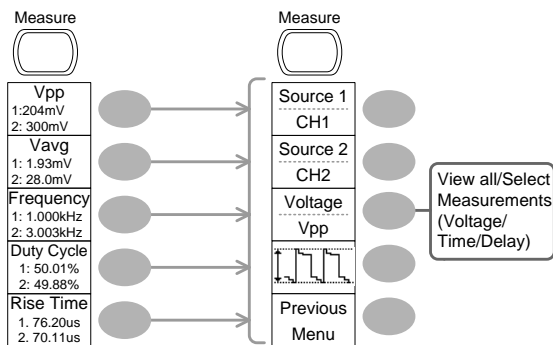 Measure
Vpp
1:204mV
2: 300mV
Vavg
1: 1.93mV
2: 28.0mV
Frequency
1: 1.000kHz
2: 3.003kHz
Duty Cycle
1: 50.01%
2: 49.88%
Rise Time
1. 76.20us
2. 70.11us
Measure
Source 1
CH1
Source 2
CH2
Voltage
Vpp
Previous
Menu
View all/Select
Measurements
(Voltage/
Time/Delay)